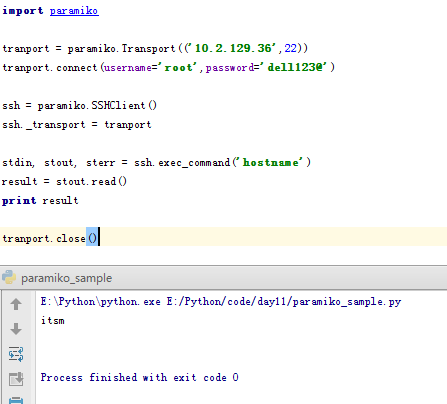 import paramiko
tranport = paramiko.Transport(('10.2.129.36',22))
tranport.connect(username='root',password='dell123@')
ssh = paramiko.SSHClient()
ssh._transport = tranport
stdin, stout, sterr = ssh.exec_command('hostname')
result = stout.read()
print result
tranport.close()
paramiko_sample
E:\Python\python.exe E:/Python/code/day11/paramiko_sample.py
itsm
Process finished with exit code 0